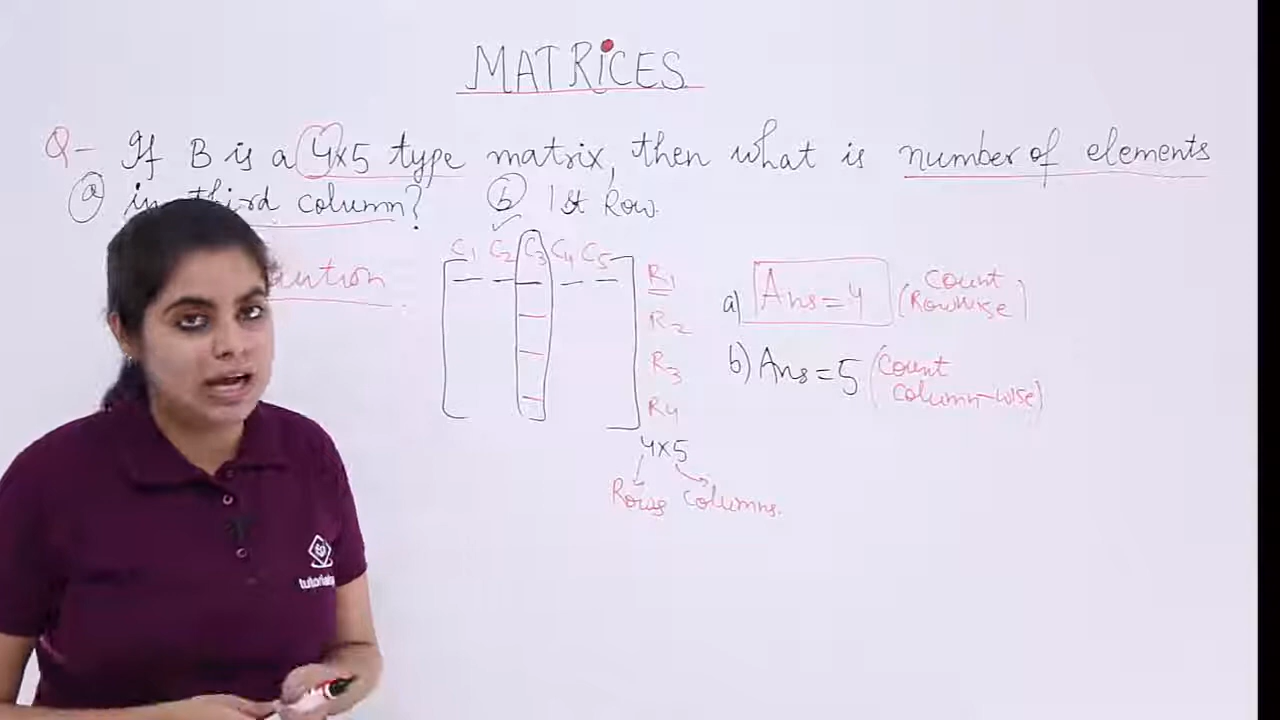 MATRiCES
Q- If B is a 4x5 type matrix, then what is number of elements
(a) in third column? (b) 1st Row.
C1 C2 C3 C4 C5
R1
R2
R3
R4
4x5
Rows Columns.
a) Ans = 4 (Count Rowwise)
b) Ans = 5 (Count column-wise)